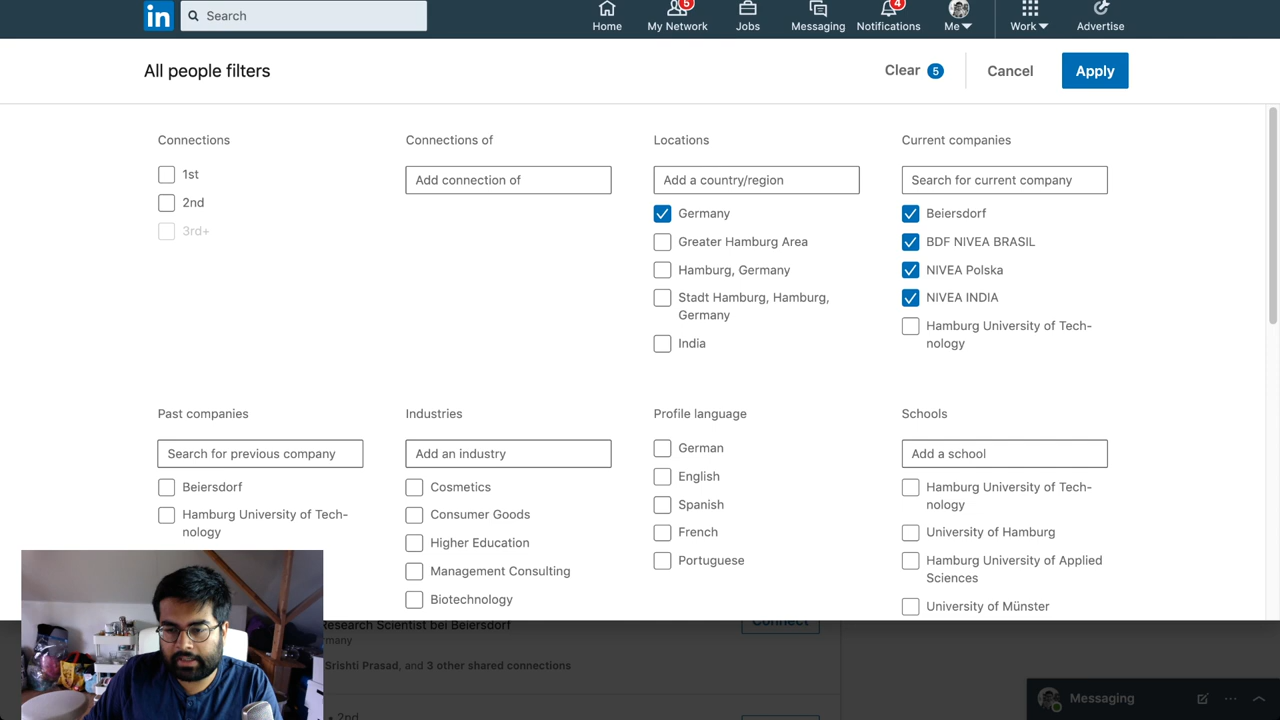 in
Search
5
4
Home
My Network
Jobs
Messaging
Notifications
Me
Work
Advertise
All people filters
Clear 5
Cancel
Apply
Connections
1st
2nd
3rd+
Connections of
Add connection of
Locations
Add a country/region
Germany
Greater Hamburg Area
Hamburg, Germany
Stadt Hamburg, Hamburg,
Germany
India
Current companies
Search for current company
Beiersdorf
BDF NIVEA BRASIL
NIVEA Polska
NIVEA INDIA
Hamburg University of Tech-
nology
Past companies
Search for previous company
Beiersdorf
Hamburg University of Tech-
nology
Industries
Add an industry
Cosmetics
Consumer Goods
Higher Education
Management Consulting
Biotechnology
Profile language
German
English
Spanish
French
Portuguese
Schools
Add a school
Hamburg University of Tech-
nology
University of Hamburg
Hamburg University of Applied
Sciences
University of Münster
Research Scientist bei Beiersdorf
Connect
Srishti Prasad, and 3 other shared connections
• 2nd
Messaging